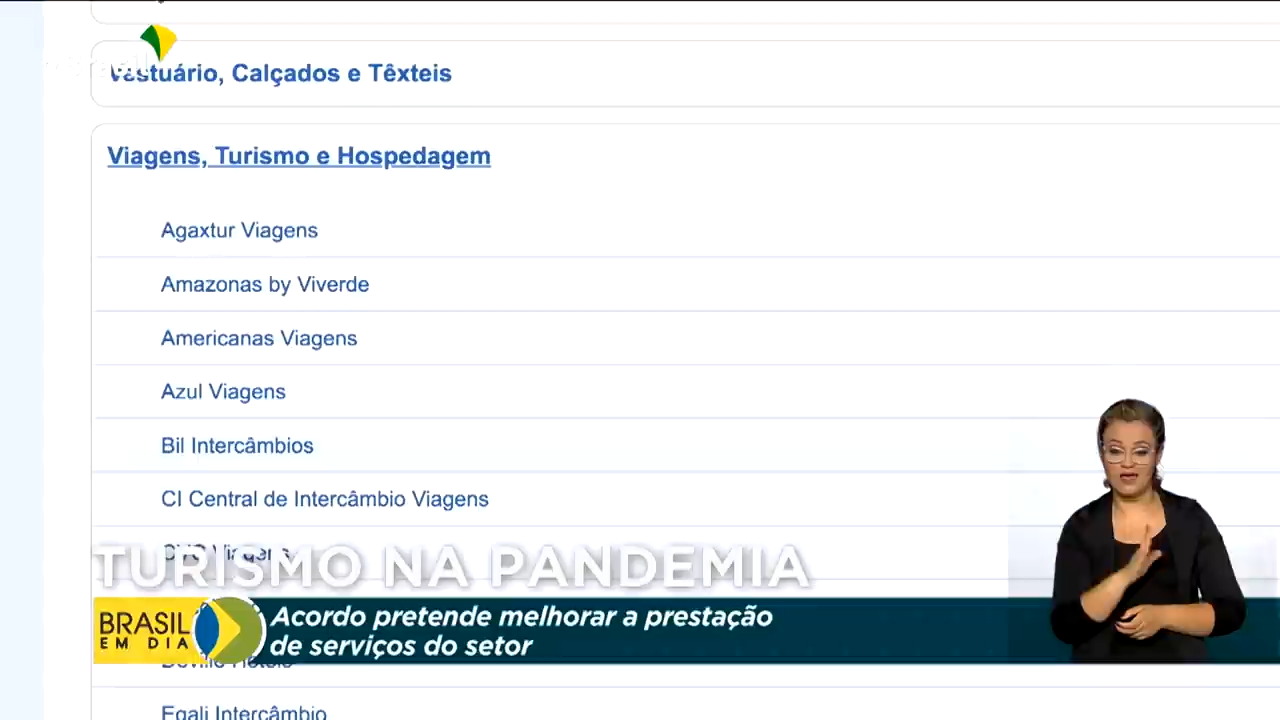 Vestuário, Calçados e Têxteis
Viagens, Turismo e Hospedagem
Agaxtur Viagens
Amazonas by Viverde
Americanas Viagens
Azul Viagens
Bil Intercâmbios
CI Central de Intercâmbio Viagens
CVC Viagens
TURISMO NA PANDEMIA
BRASIL
EM DIA
Acordo pretende melhorar a prestação
de serviços do setor
Egali Intercâmbio